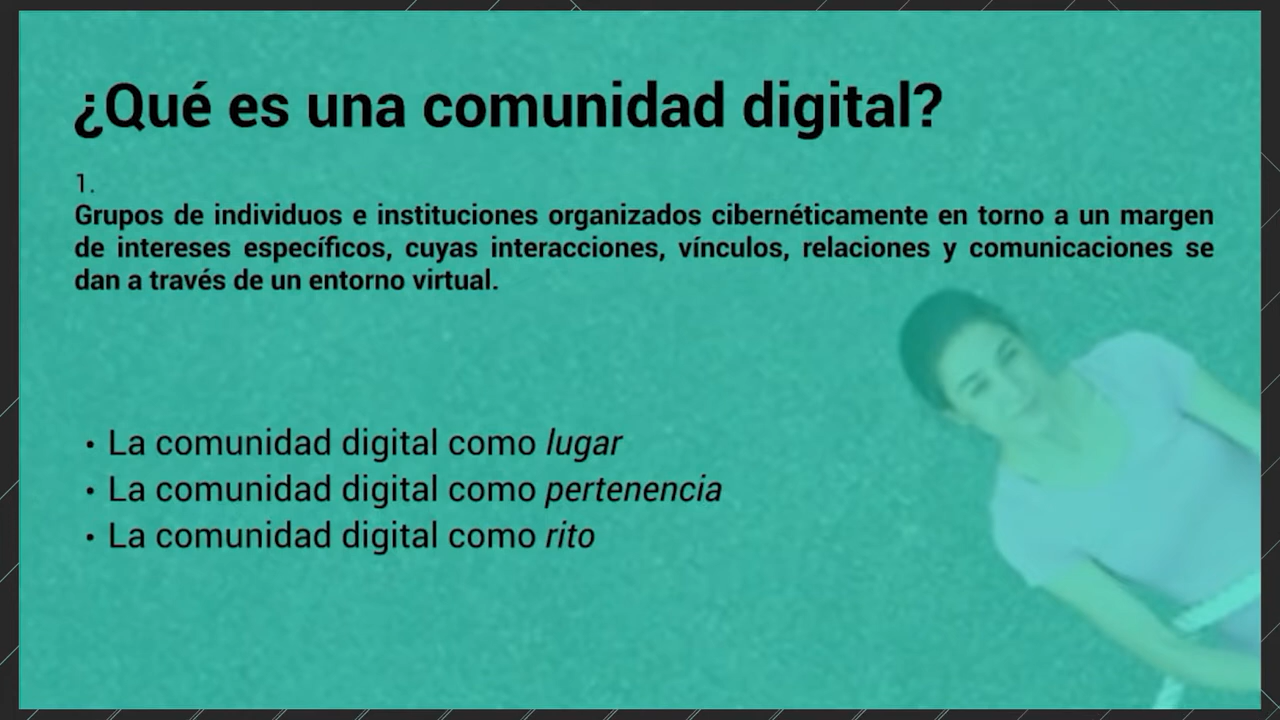 ¿Qué es una comunidad digital?
1.
Grupos de individuos e instituciones organizados cibernéticamente en torno a un margen
de intereses específicos, cuyas interacciones, vínculos, relaciones y comunicaciones se
dan a través de un entorno virtual.
• La comunidad digital como lugar
• La comunidad digital como pertenencia
• La comunidad digital como rito